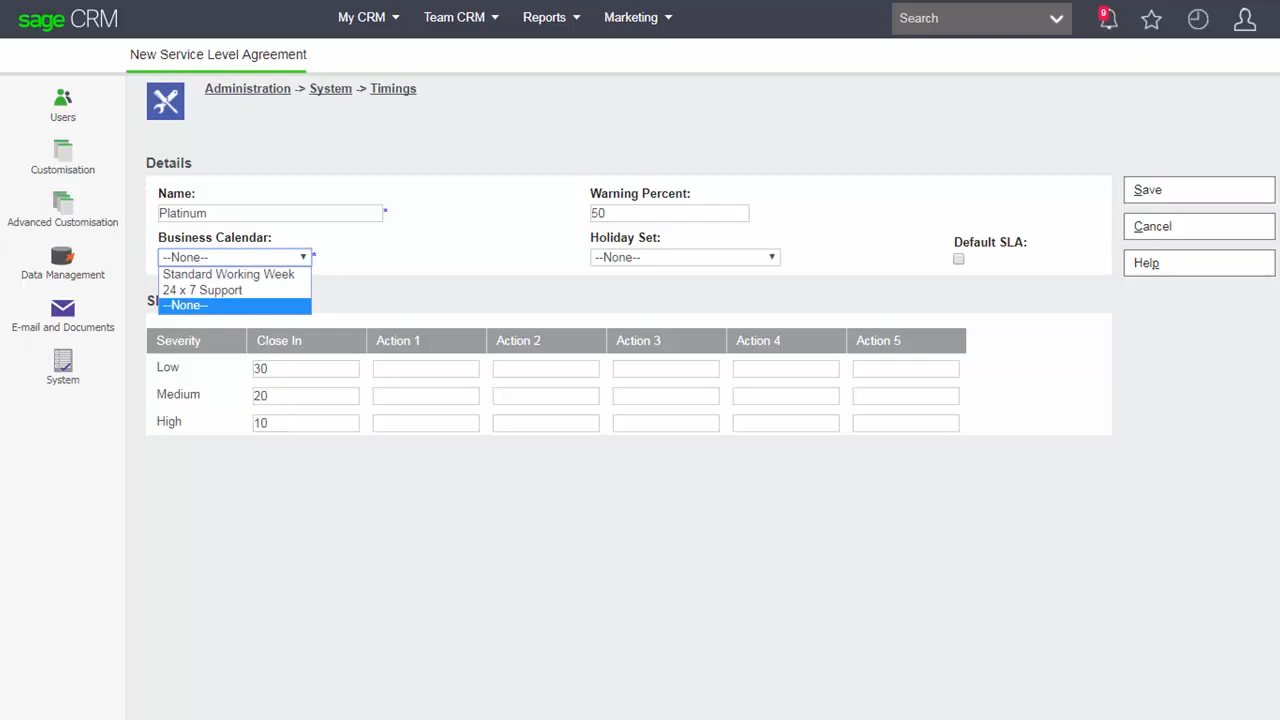 sage CRM
My CRM
Team CRM
Reports
Marketing
Search
9
New Service Level Agreement
Administration -> System -> Timings
Users
Customisation
Advanced Customisation
Data Management
E-mail and Documents
System
Details
Name:
Platinum
*
Warning Percent:
50
Business Calendar:
--None--
*
Standard Working Week
24 x 7 Support
--None--
Holiday Set:
--None--
Default SLA:
Save
Cancel
Help
Severity Close In Action 1 Action 2 Action 3 Action 4 Action 5
Low 30
Medium 20
High 10